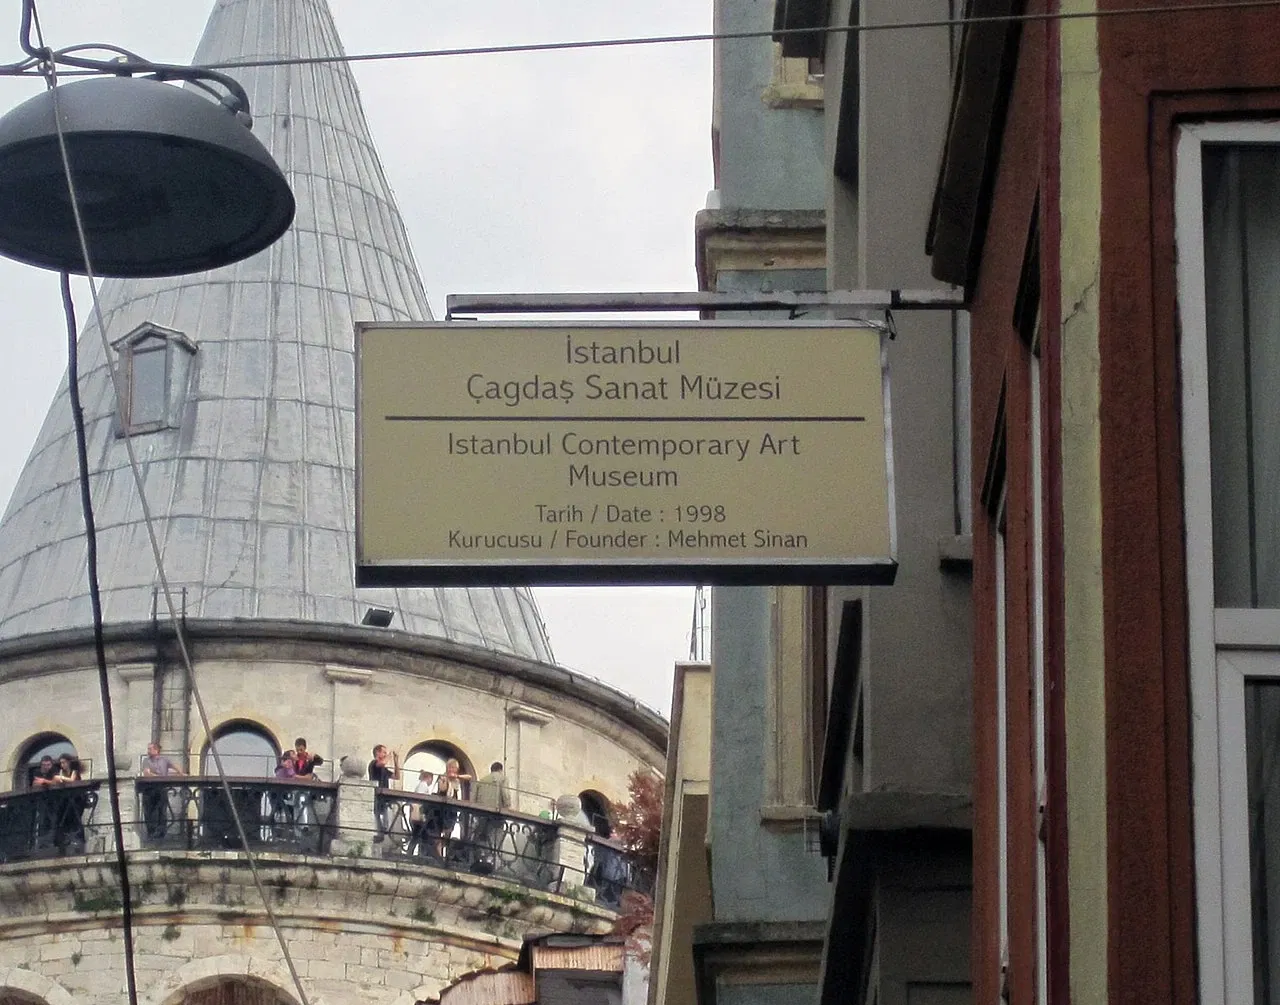 İstanbul
Çagdaş Sanat Müzesi
Istanbul Contemporary Art
Museum
Tarih / Date : 1998
Kurucusu / Founder : Mehmet Sinan